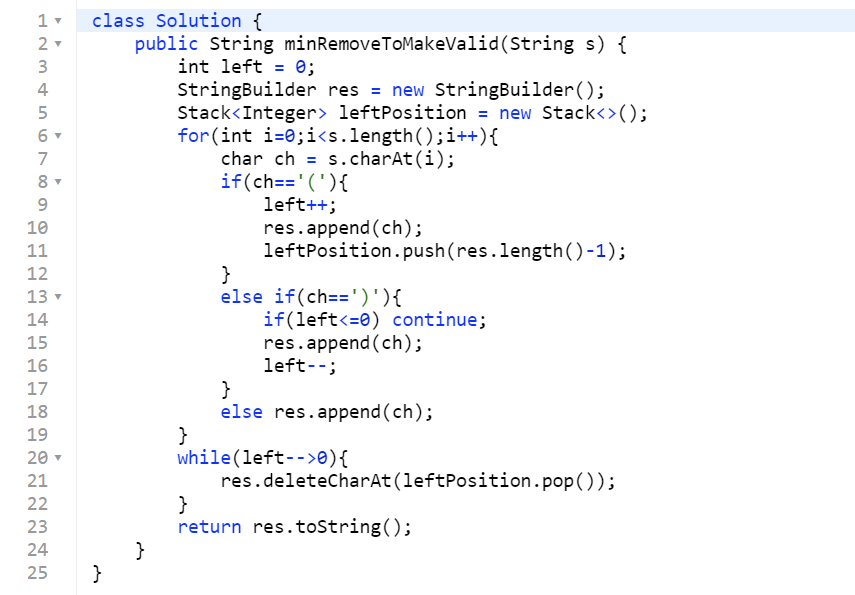 1 class Solution {
2     public String minRemoveToMakeValid(String s) {
3         int left = 0;
4         StringBuilder res = new StringBuilder();
5         Stack<Integer> leftPosition = new Stack<>();
6         for(int i=0;i<s.length();i++){
7             char ch = s.charAt(i);
8             if(ch=='('){
9                 left++;
10                 res.append(ch);
11                 leftPosition.push(res.length()-1);
12             }
13             else if(ch==')'){
14                 if(left<=0) continue;
15                 res.append(ch);
16                 left--;
17             }
18             else res.append(ch);
19         }
20         while(left-->0){
21             res.deleteCharAt(leftPosition.pop());
22         }
23         return res.toString();
24     }
25 }